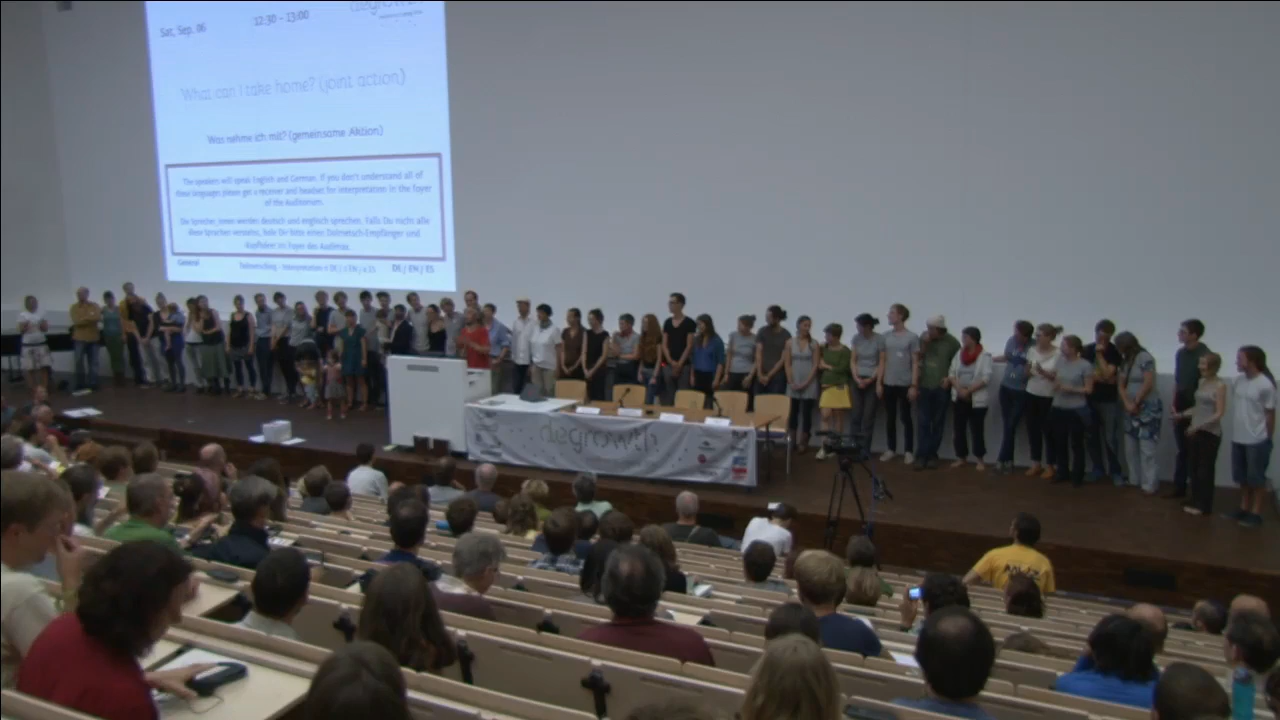 Sat, Sep. 06
12:30 - 13:00
degrowth
What can I take home? (joint action)
Was nehme ich mit? (gemeinsame Aktion)
The speakers will speak English and German. If you don't understand all of
these languages please get a receiver and headset for interpretation in the foyer
of the Auditorium.
Die Sprecher_innen werden deutsch und englisch sprechen. Falls Du nicht alle
dieser Sprachen verstehst, hole Dir bitte einen Dolmetsch-Empfänger und
Kopfhörer im Foyer des Audimax.
General
DE / EN / ES
degrowth